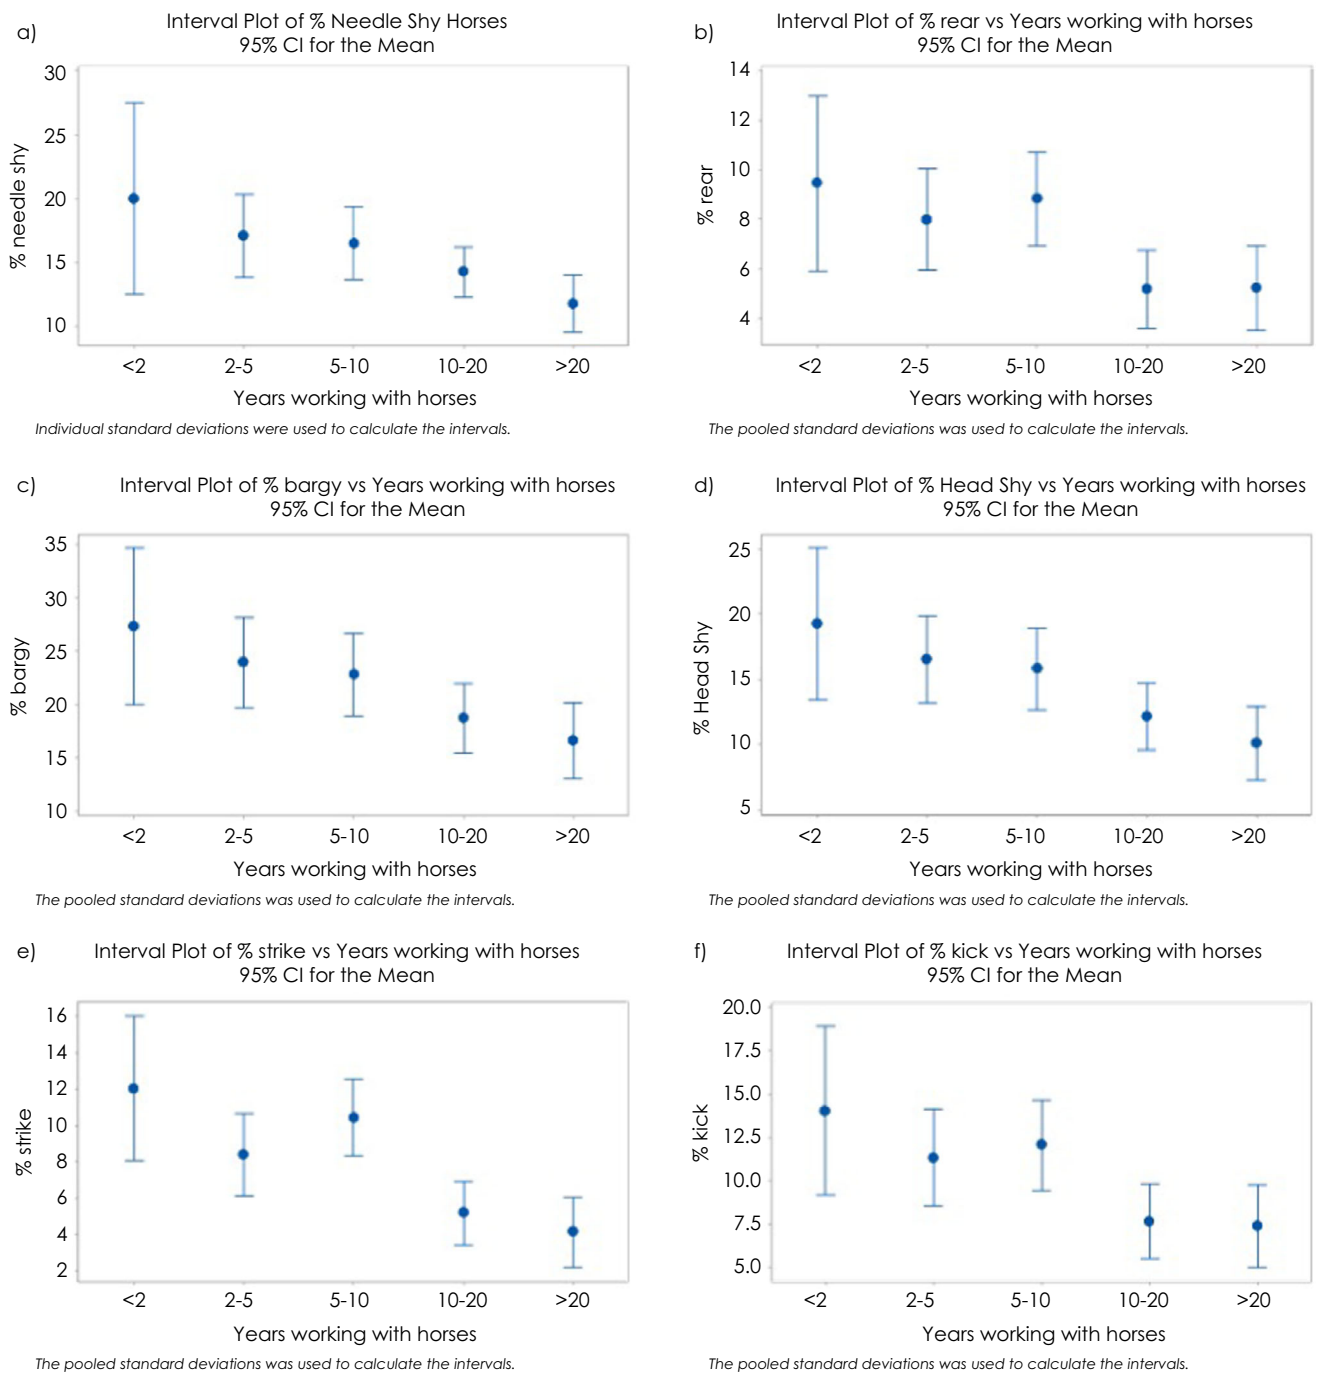 a)
Interval Plot of % Needle Shy Horses
95% CI for the Mean
30
25
20
15
10
% needle shy
<2 2-5 5-10 10-20 >20
Years working with horses
Individual standard deviations were used to calculate the intervals.
b)
Interval Plot of % rear vs Years working with horses
95% CI for the Mean
14
12
10
8
6
4
% rear
<2 2-5 5-10 10-20 >20
Years working with horses
The pooled standard deviations was used to calculate the intervals.
c)
Interval Plot of % bargy vs Years working with horses
95% CI for the Mean
35
30
25
20
15
10
% bargy
<2 2-5 5-10 10-20 >20
Years working with horses
The pooled standard deviations was used to calculate the intervals.
d)
Interval Plot of % Head Shy vs Years working with horses
95% CI for the Mean
25
20
15
10
5
% Head Shy
<2 2-5 5-10 10-20 >20
Years working with horses
The pooled standard deviations was used to calculate the intervals.
e)
Interval Plot of % strike vs Years working with horses
95% CI for the Mean
16
14
12
10
8
6
4
2
% strike
<2 2-5 5-10 10-20 >20
Years working with horses
The pooled standard deviations was used to calculate the intervals.
f)
Interval Plot of % kick vs Years working with horses
95% CI for the Mean
20.0
17.5
15.0
12.5
10.0
7.5
5.0
% kick
<2 2-5 5-10 10-20 >20
Years working with horses
The pooled standard deviations was used to calculate the intervals.